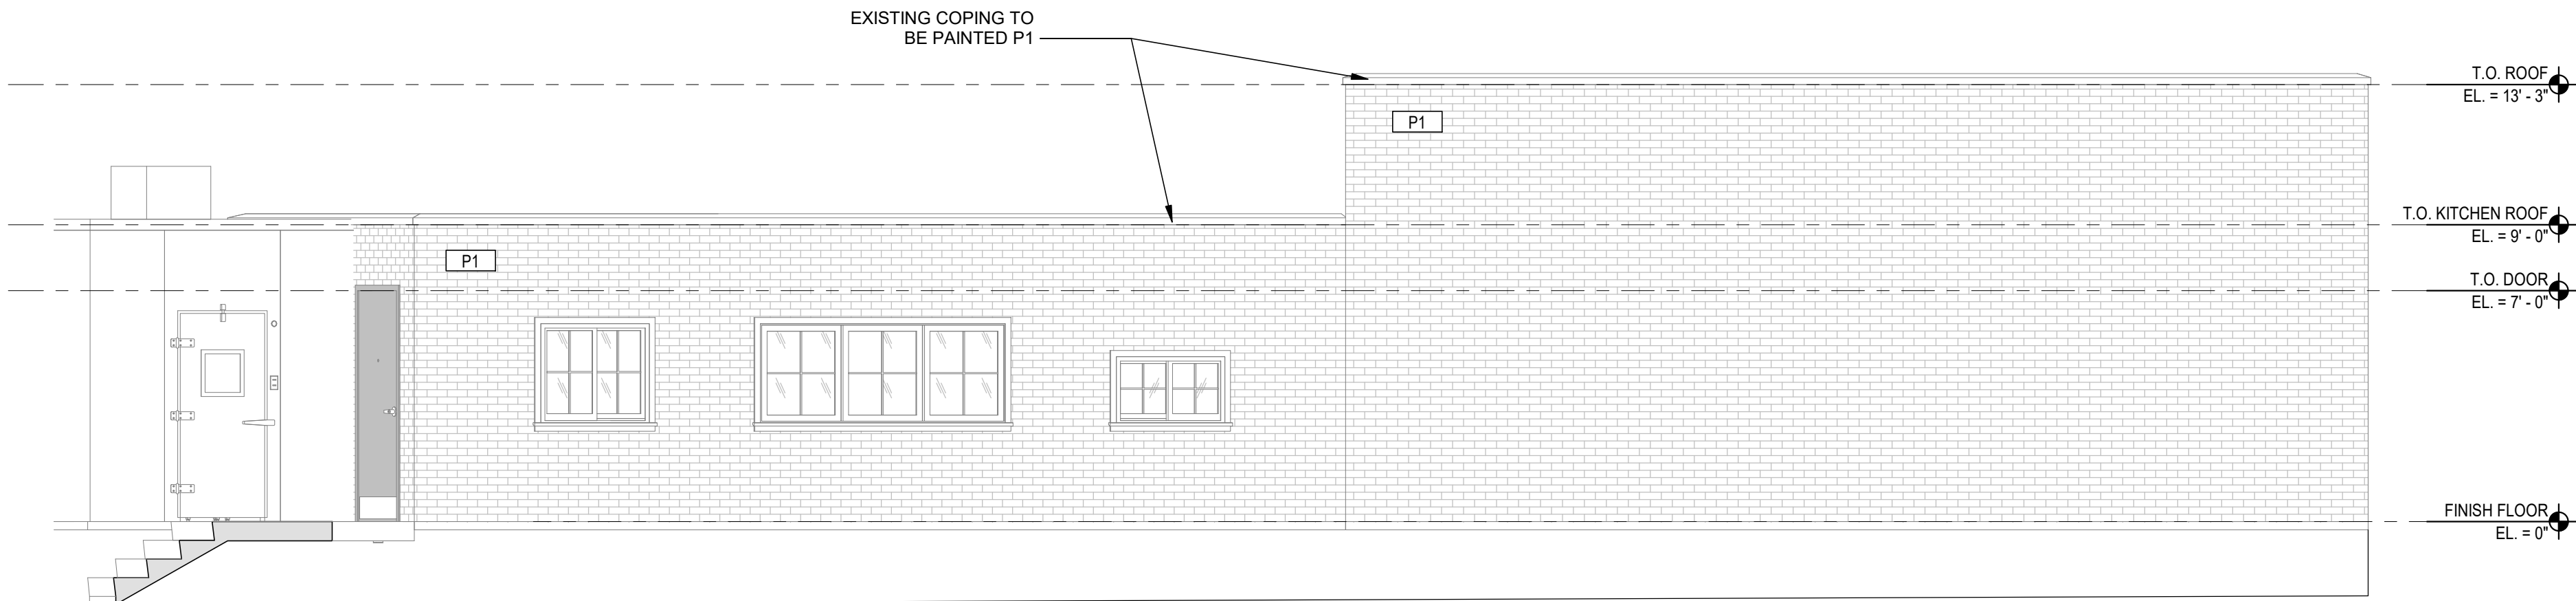 EXISTING COPING TO
BE PAINTED P1
T.O. ROOF
EL. = 13' - 3"
P1
T.O. KITCHEN ROOF
EL. = 9' - 0"
P1
T.O. DOOR
EL. = 7' - 0"
FINISH FLOOR
EL. = 0"